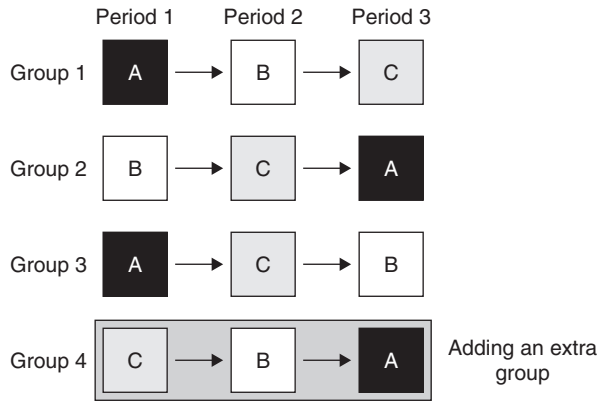 Period 1 Period 2 Period 3
Group 1 A B C
Group 2 B C A
Group 3 A C B
Group 4 C B A
Adding an extra
group